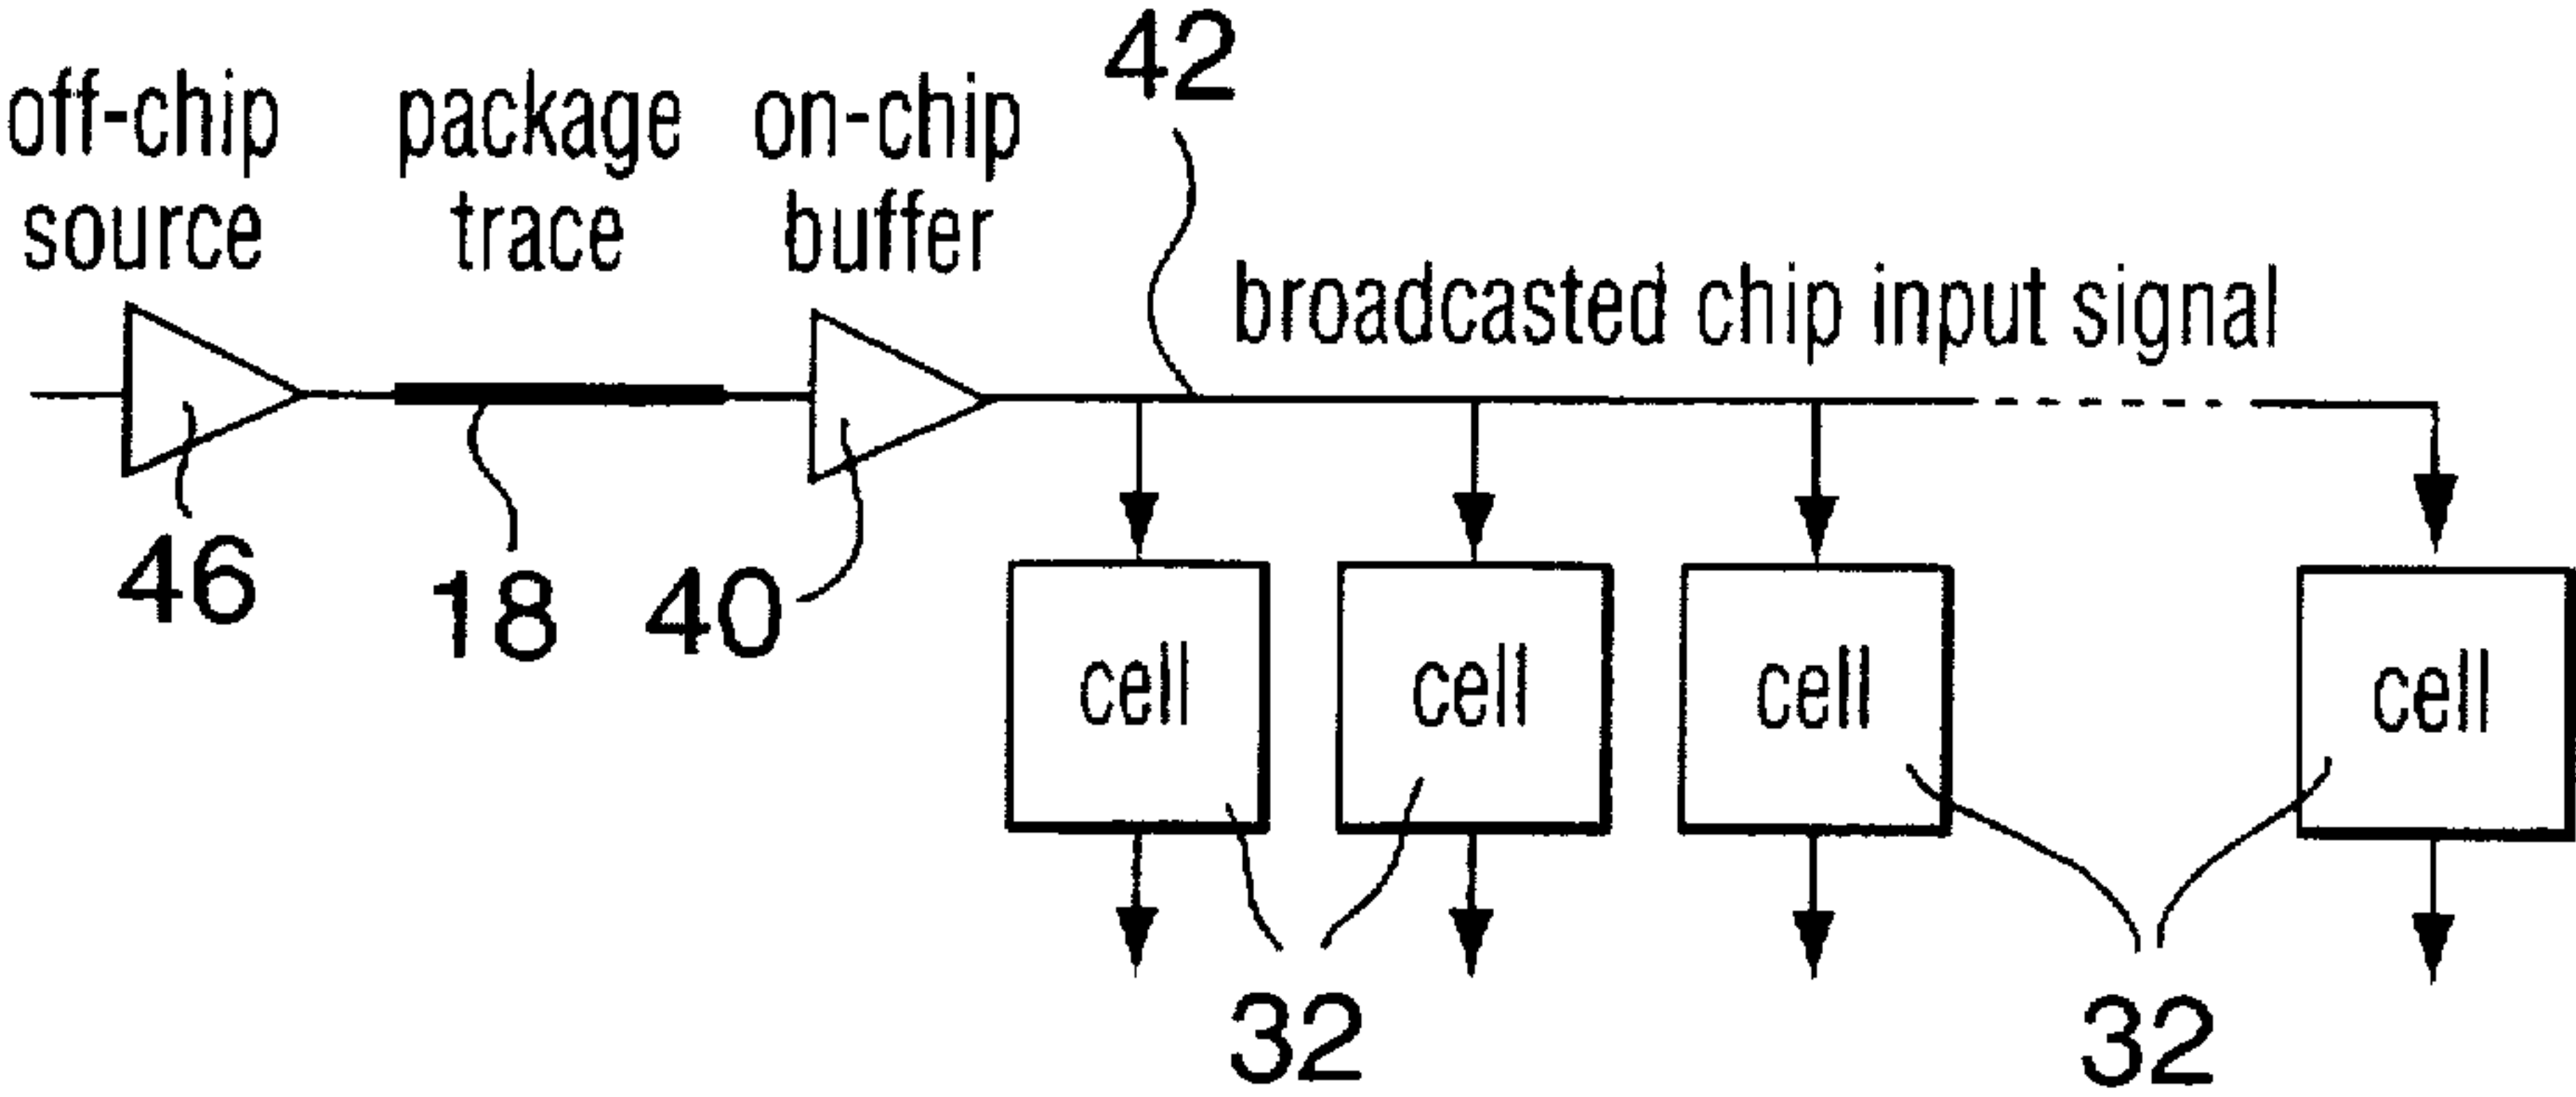 42
off-chip source
package trace
on-chip buffer
broadcasted chip input signal
46
18
40
cell
cell
cell
cell
32
32